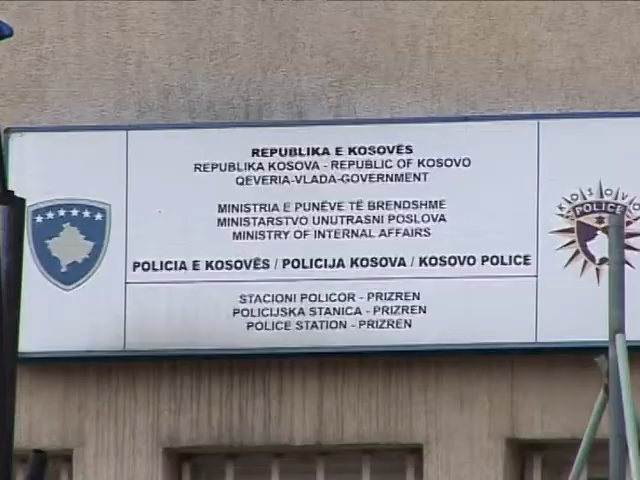 REPUBLIKA E KOSOVËS
REPUBLIKA KOSOVA - REPUBLIC OF KOSOVO
QEVERIA-VLADA-GOVERNMENT
MINISTRIA E PUNËVE TË BRENDSHME
MINISTARSTVO UNUTRASNI POSLOVA
MINISTRY OF INTERNAL AFFAIRS
POLICIA E KOSOVËS / POLICIJA KOSOVA / KOSOVO POLICE
STACIONI POLICOR - PRIZREN
POLICIJSKA STANICA - PRIZREN
POLICE STATION - PRIZREN
KOSOVO
POLICE